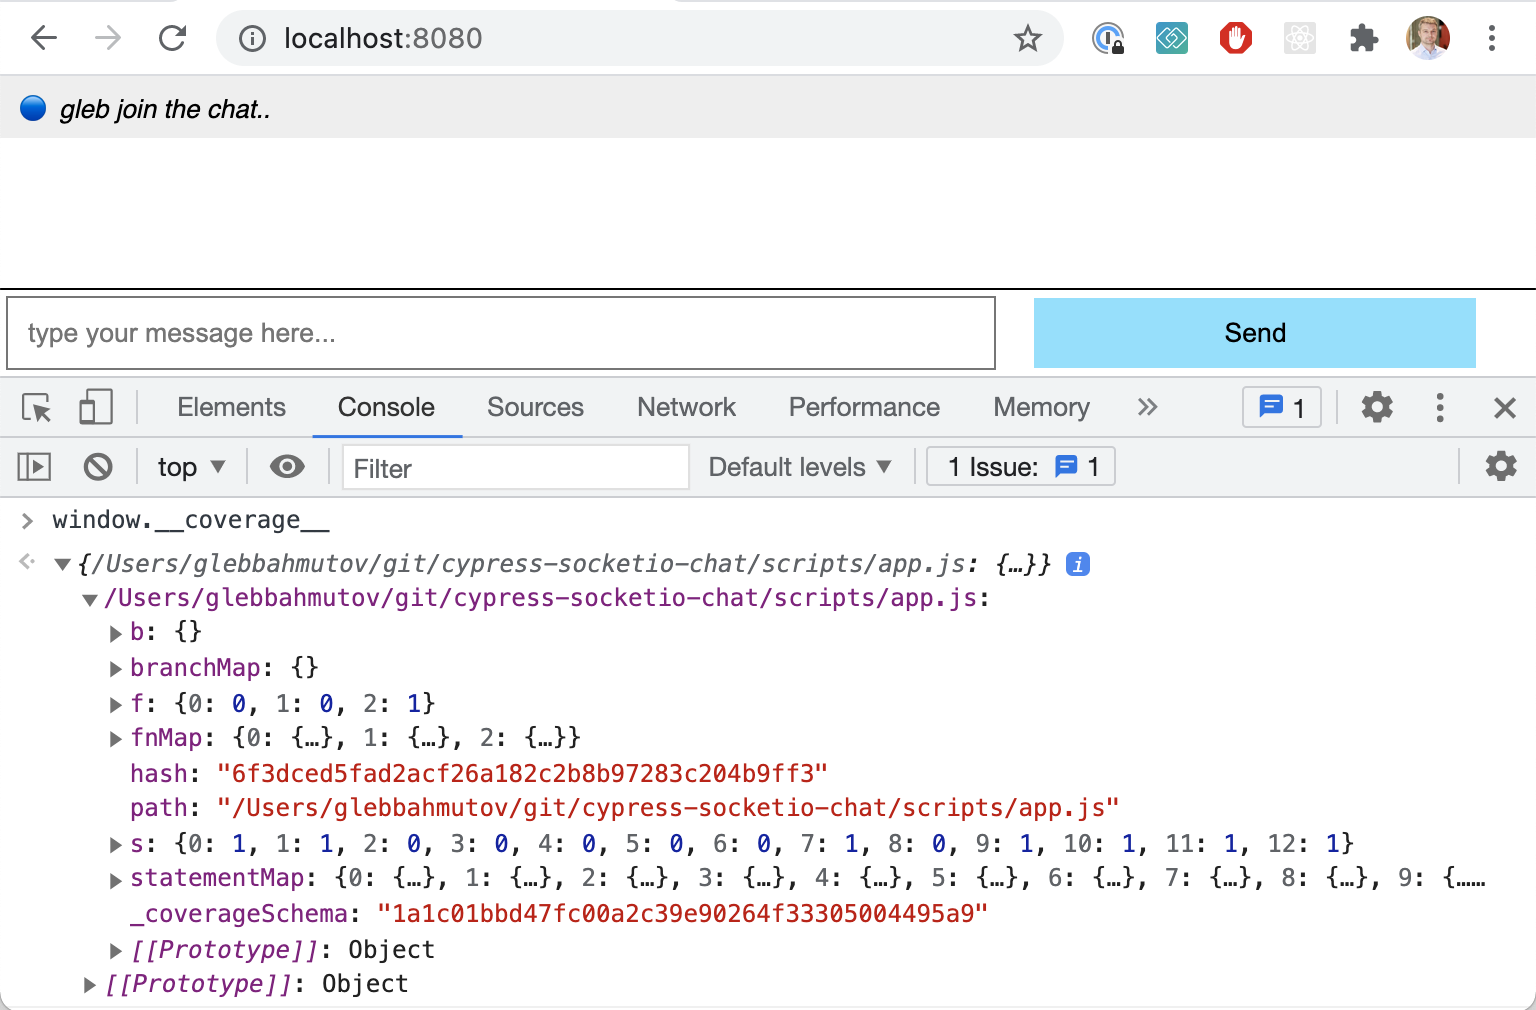 localhost:8080
gleb join the chat..
type your message here...
Send
Elements Console Sources Network Performance Memory 1
top Filter Default levels 1 Issue: 1
window.__coverage__
{/Users/glebbahmutov/git/cypress-socketio-chat/scripts/app.js: {…}}
/Users/glebbahmutov/git/cypress-socketio-chat/scripts/app.js:
b: {}
branchMap: {}
f: {0: 0, 1: 0, 2: 1}
fnMap: {0: {…}, 1: {…}, 2: {…}}
hash: "6f3dced5fad2acf26a182c2b8b97283c204b9ff3"
path: "/Users/glebbahmutov/git/cypress-socketio-chat/scripts/app.js"
s: {0: 1, 1: 1, 2: 0, 3: 0, 4: 0, 5: 0, 6: 0, 7: 1, 8: 0, 9: 1, 10: 1, 11: 1, 12: 1}
statementMap: {0: {…}, 1: {…}, 2: {…}, 3: {…}, 4: {…}, 5: {…}, 6: {…}, 7: {…}, 8: {…}, 9: {……
_coverageSchema: "1a1c01bbd47fc00a2c39e90264f33305004495a9"
[[Prototype]]: Object
[[Prototype]]: Object